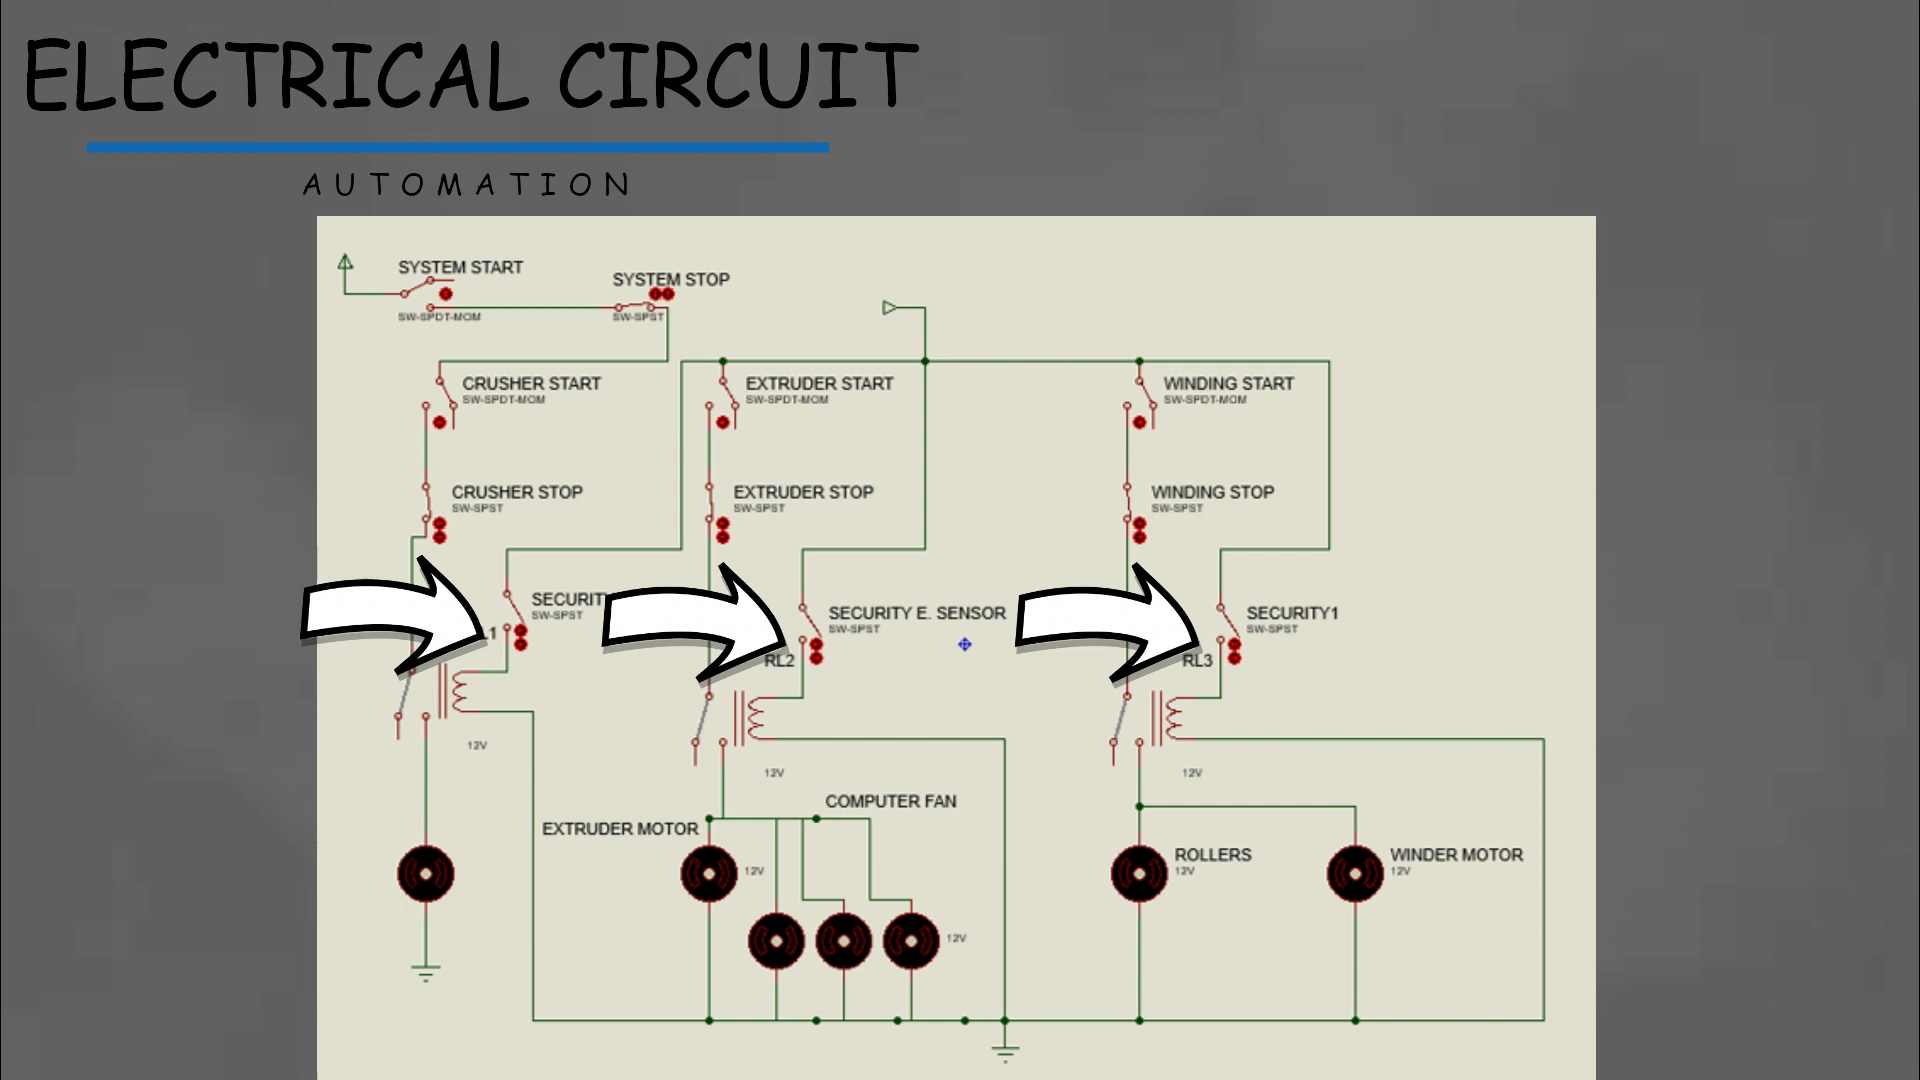 ELECTRICAL CIRCUIT
AUTOMATION
SYSTEM START
SW-SPDT-MOM
SYSTEM STOP
SW-SPST
CRUSHER START
SW-SPDT-MOM
EXTRUDER START
SW-SPDT-MOM
WINDING START
SW-SPDT-MOM
CRUSHER STOP
SW-SPST
EXTRUDER STOP
SW-SPST
WINDING STOP
SW-SPST
SW-SPST
SECURITY E. SENSOR
SW-SPST
SECURITY1
SW-SPST
RL2
RL3
12V
12V
12V
COMPUTER FAN
EXTRUDER MOTOR
12V
12V
ROLLERS
12V
WINDER MOTOR
12V